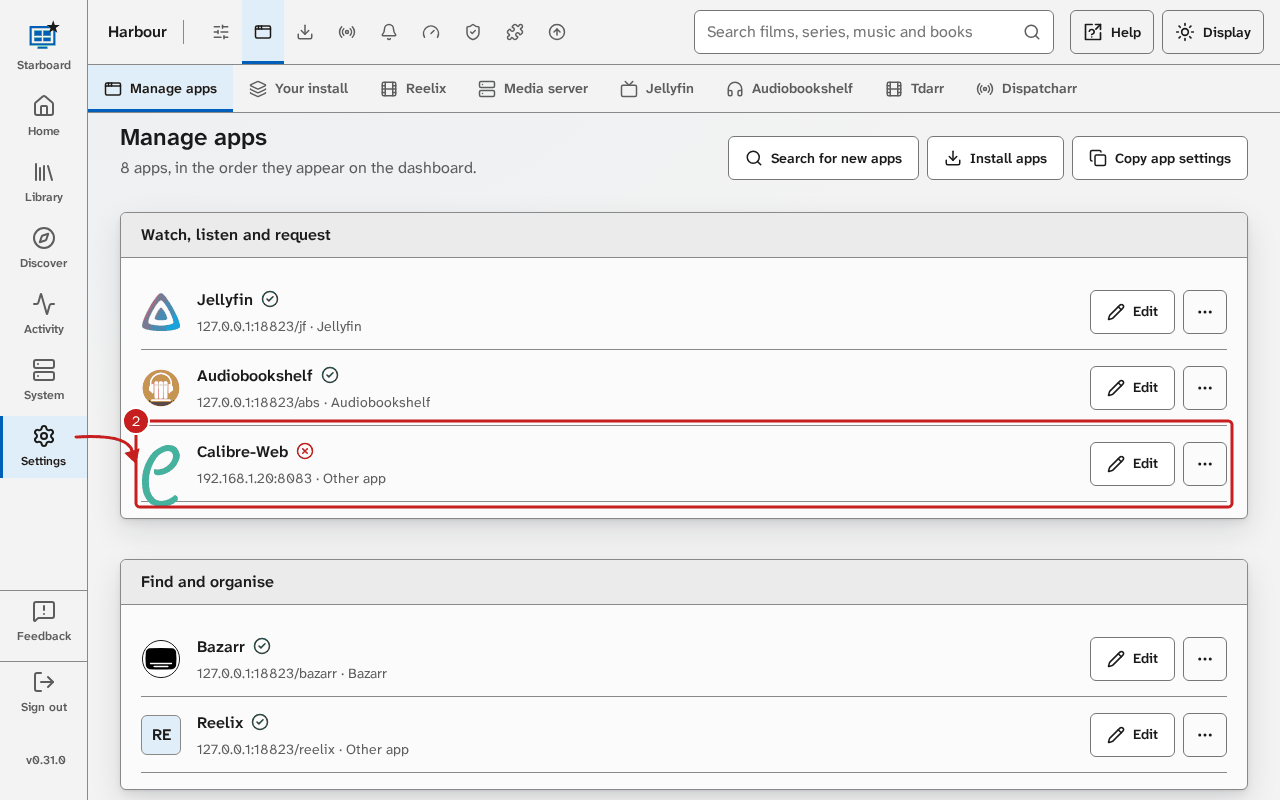 Starboard
Home
Library
Discover
Activity
System
Settings
Feedback
Sign out
v0.31.0
Harbour
Search films, series, music and books
Help
Display
Manage apps
Your install
Reelix
Media server
Jellyfin
Audiobookshelf
Tdarr
Dispatcharr
Manage apps
8 apps, in the order they appear on the dashboard.
Search for new apps
Install apps
Copy app settings
Watch, listen and request
Jellyfin
127.0.0.1:18823/jf · Jellyfin
Edit
Audiobookshelf
127.0.0.1:18823/abs · Audiobookshelf
Edit
2
Calibre-Web
192.168.1.20:8083 · Other app
Edit
Find and organise
Bazarr
127.0.0.1:18823/bazarr · Bazarr
Edit
RE
Reelix
127.0.0.1:18823/reelix · Other app
Edit